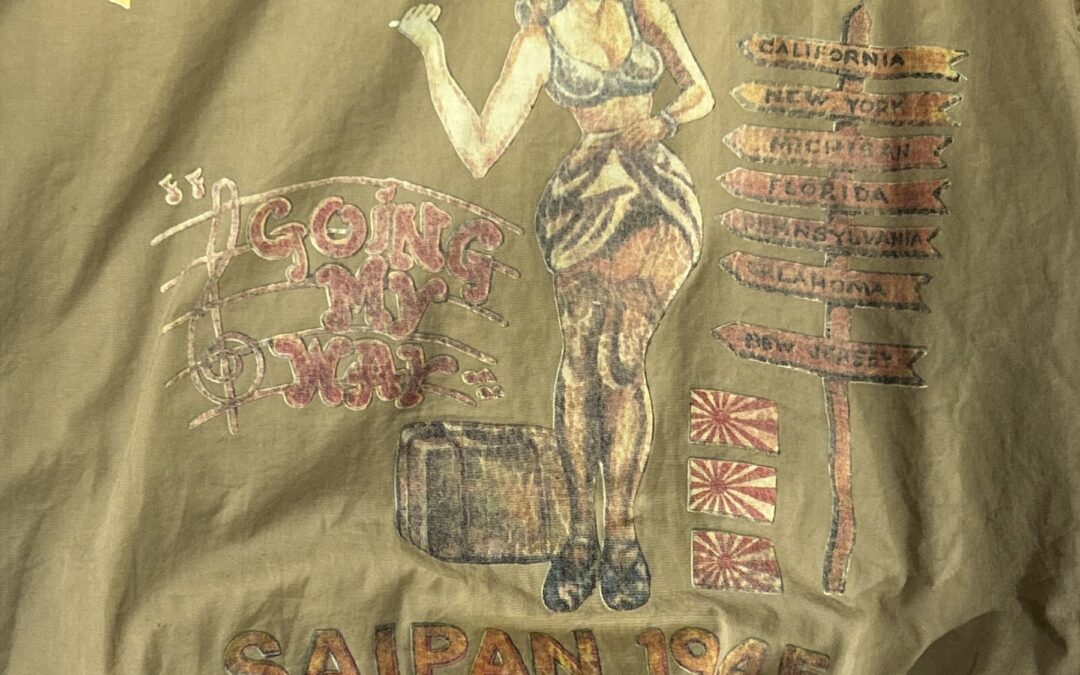 GOING
MY
WAY
CALIFORNIA
NEW YORK
MICHIGAN
FLORIDA
PENNSYLVANIA
OKLAHOMA
NEW JERSEY
SAIPAN 1945